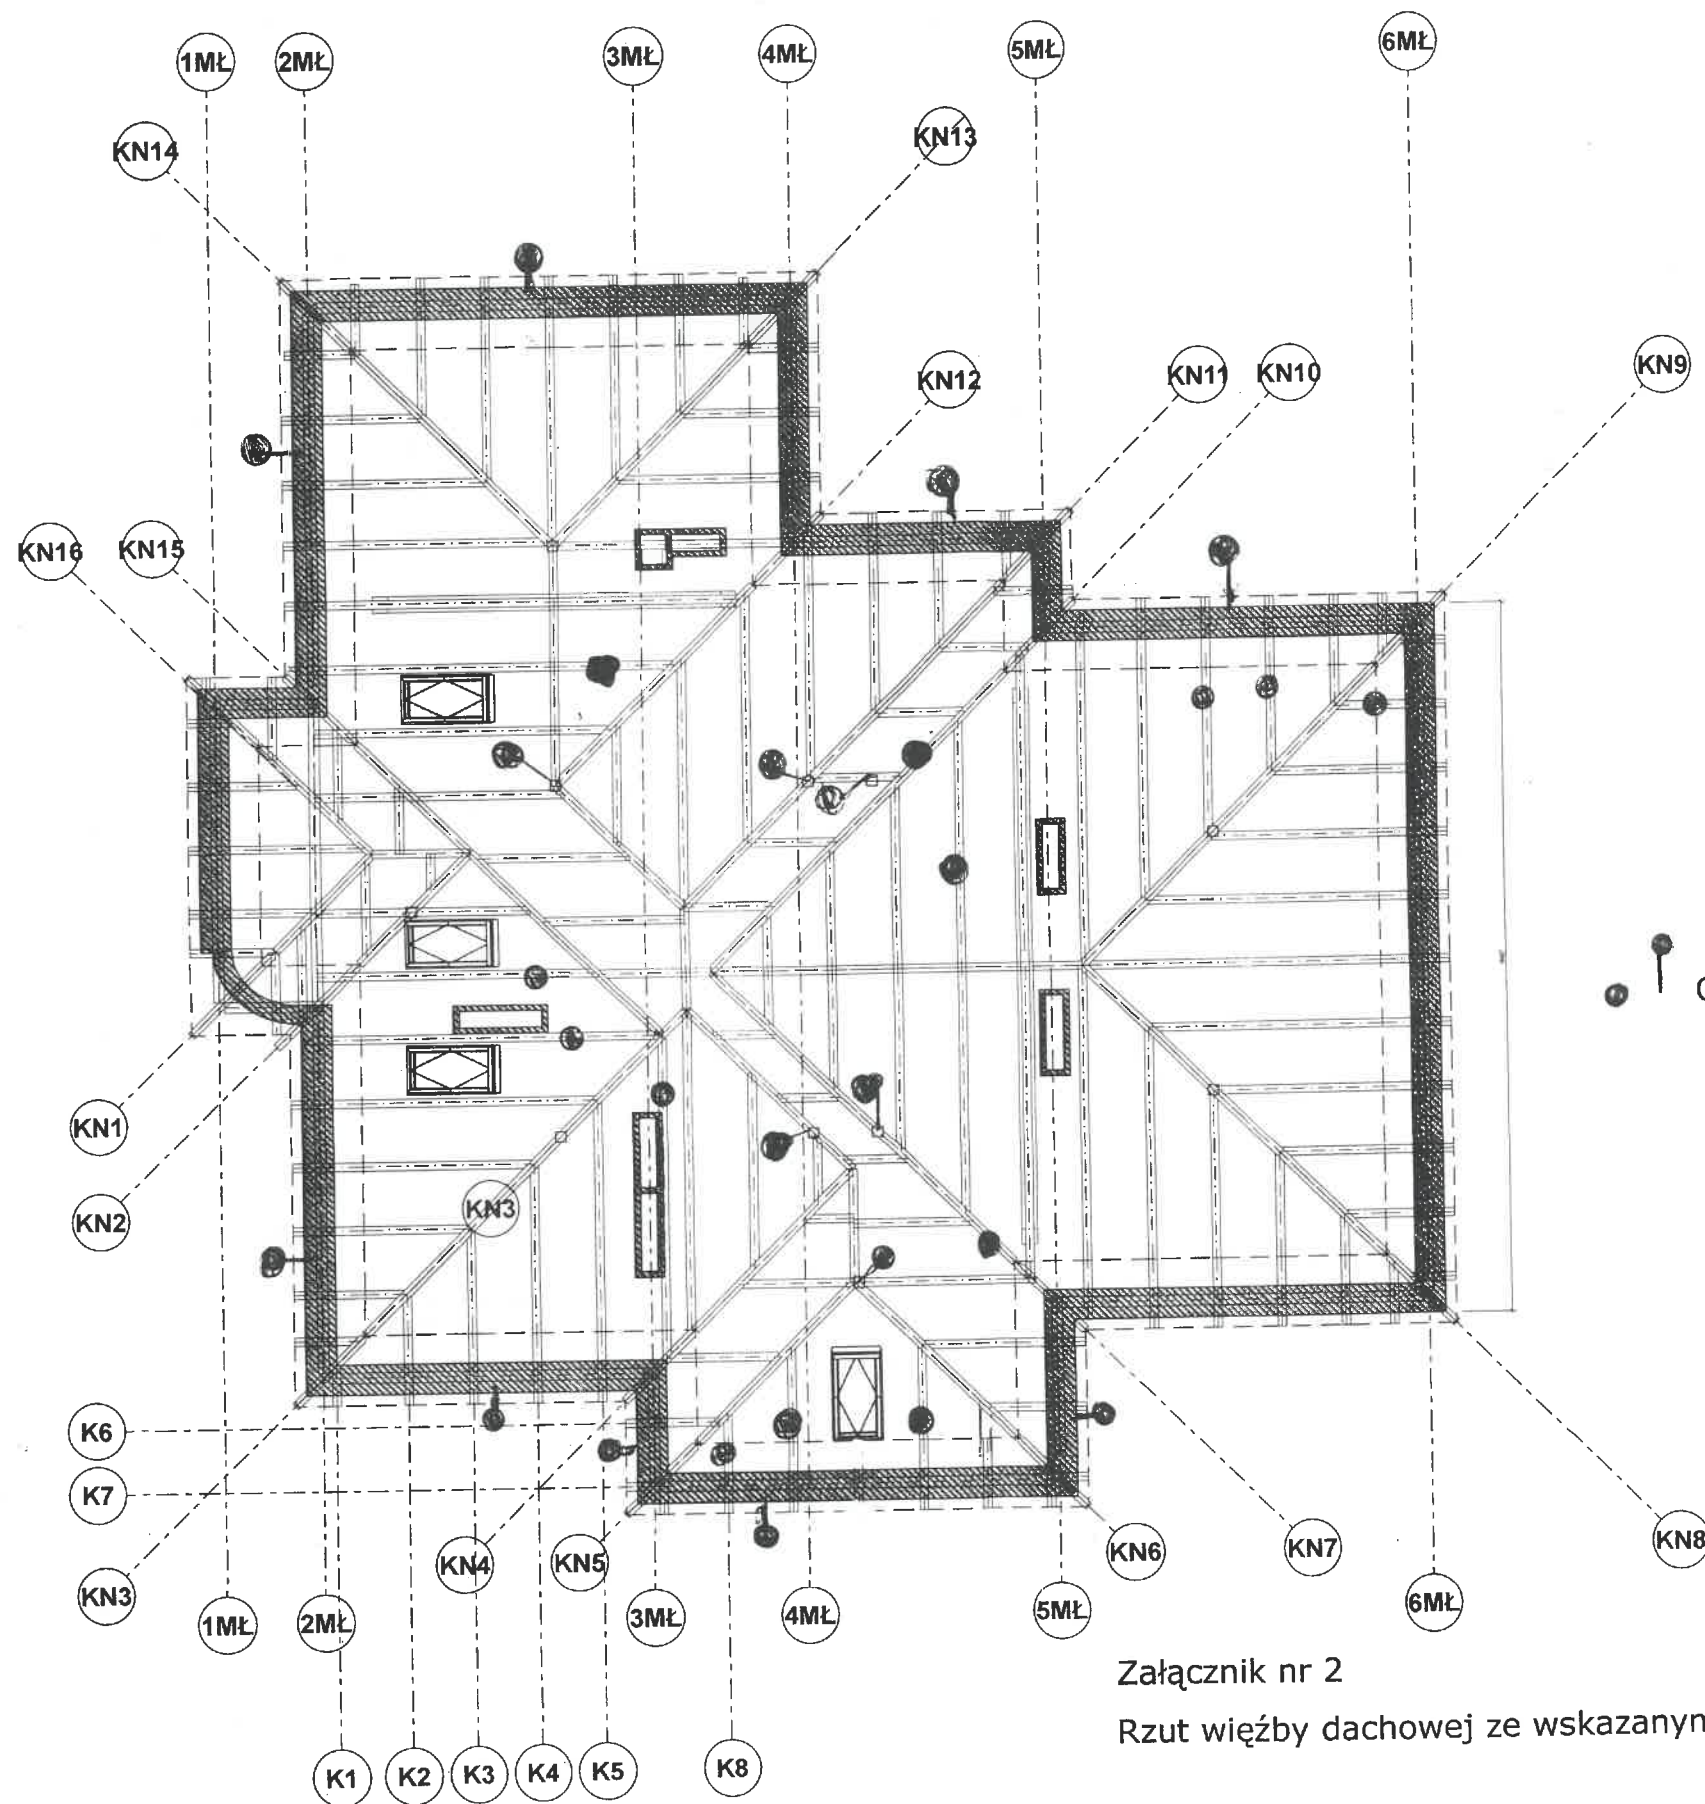 1MŁ 2MŁ 3MŁ 4MŁ 5MŁ 6MŁ
KN14 KN13
KN12 KN11 KN10 KN9
KN16 KN15
KN1
KN2 KN3
K6
K7
KN3 KN4 KN5 KN6 KN7 KN8
1MŁ 2MŁ 3MŁ 4MŁ 5MŁ 6MŁ
Załącznik nr 2
Rzut więźby dachowej ze wskazanym
K1 K2 K3 K4 K5 K8